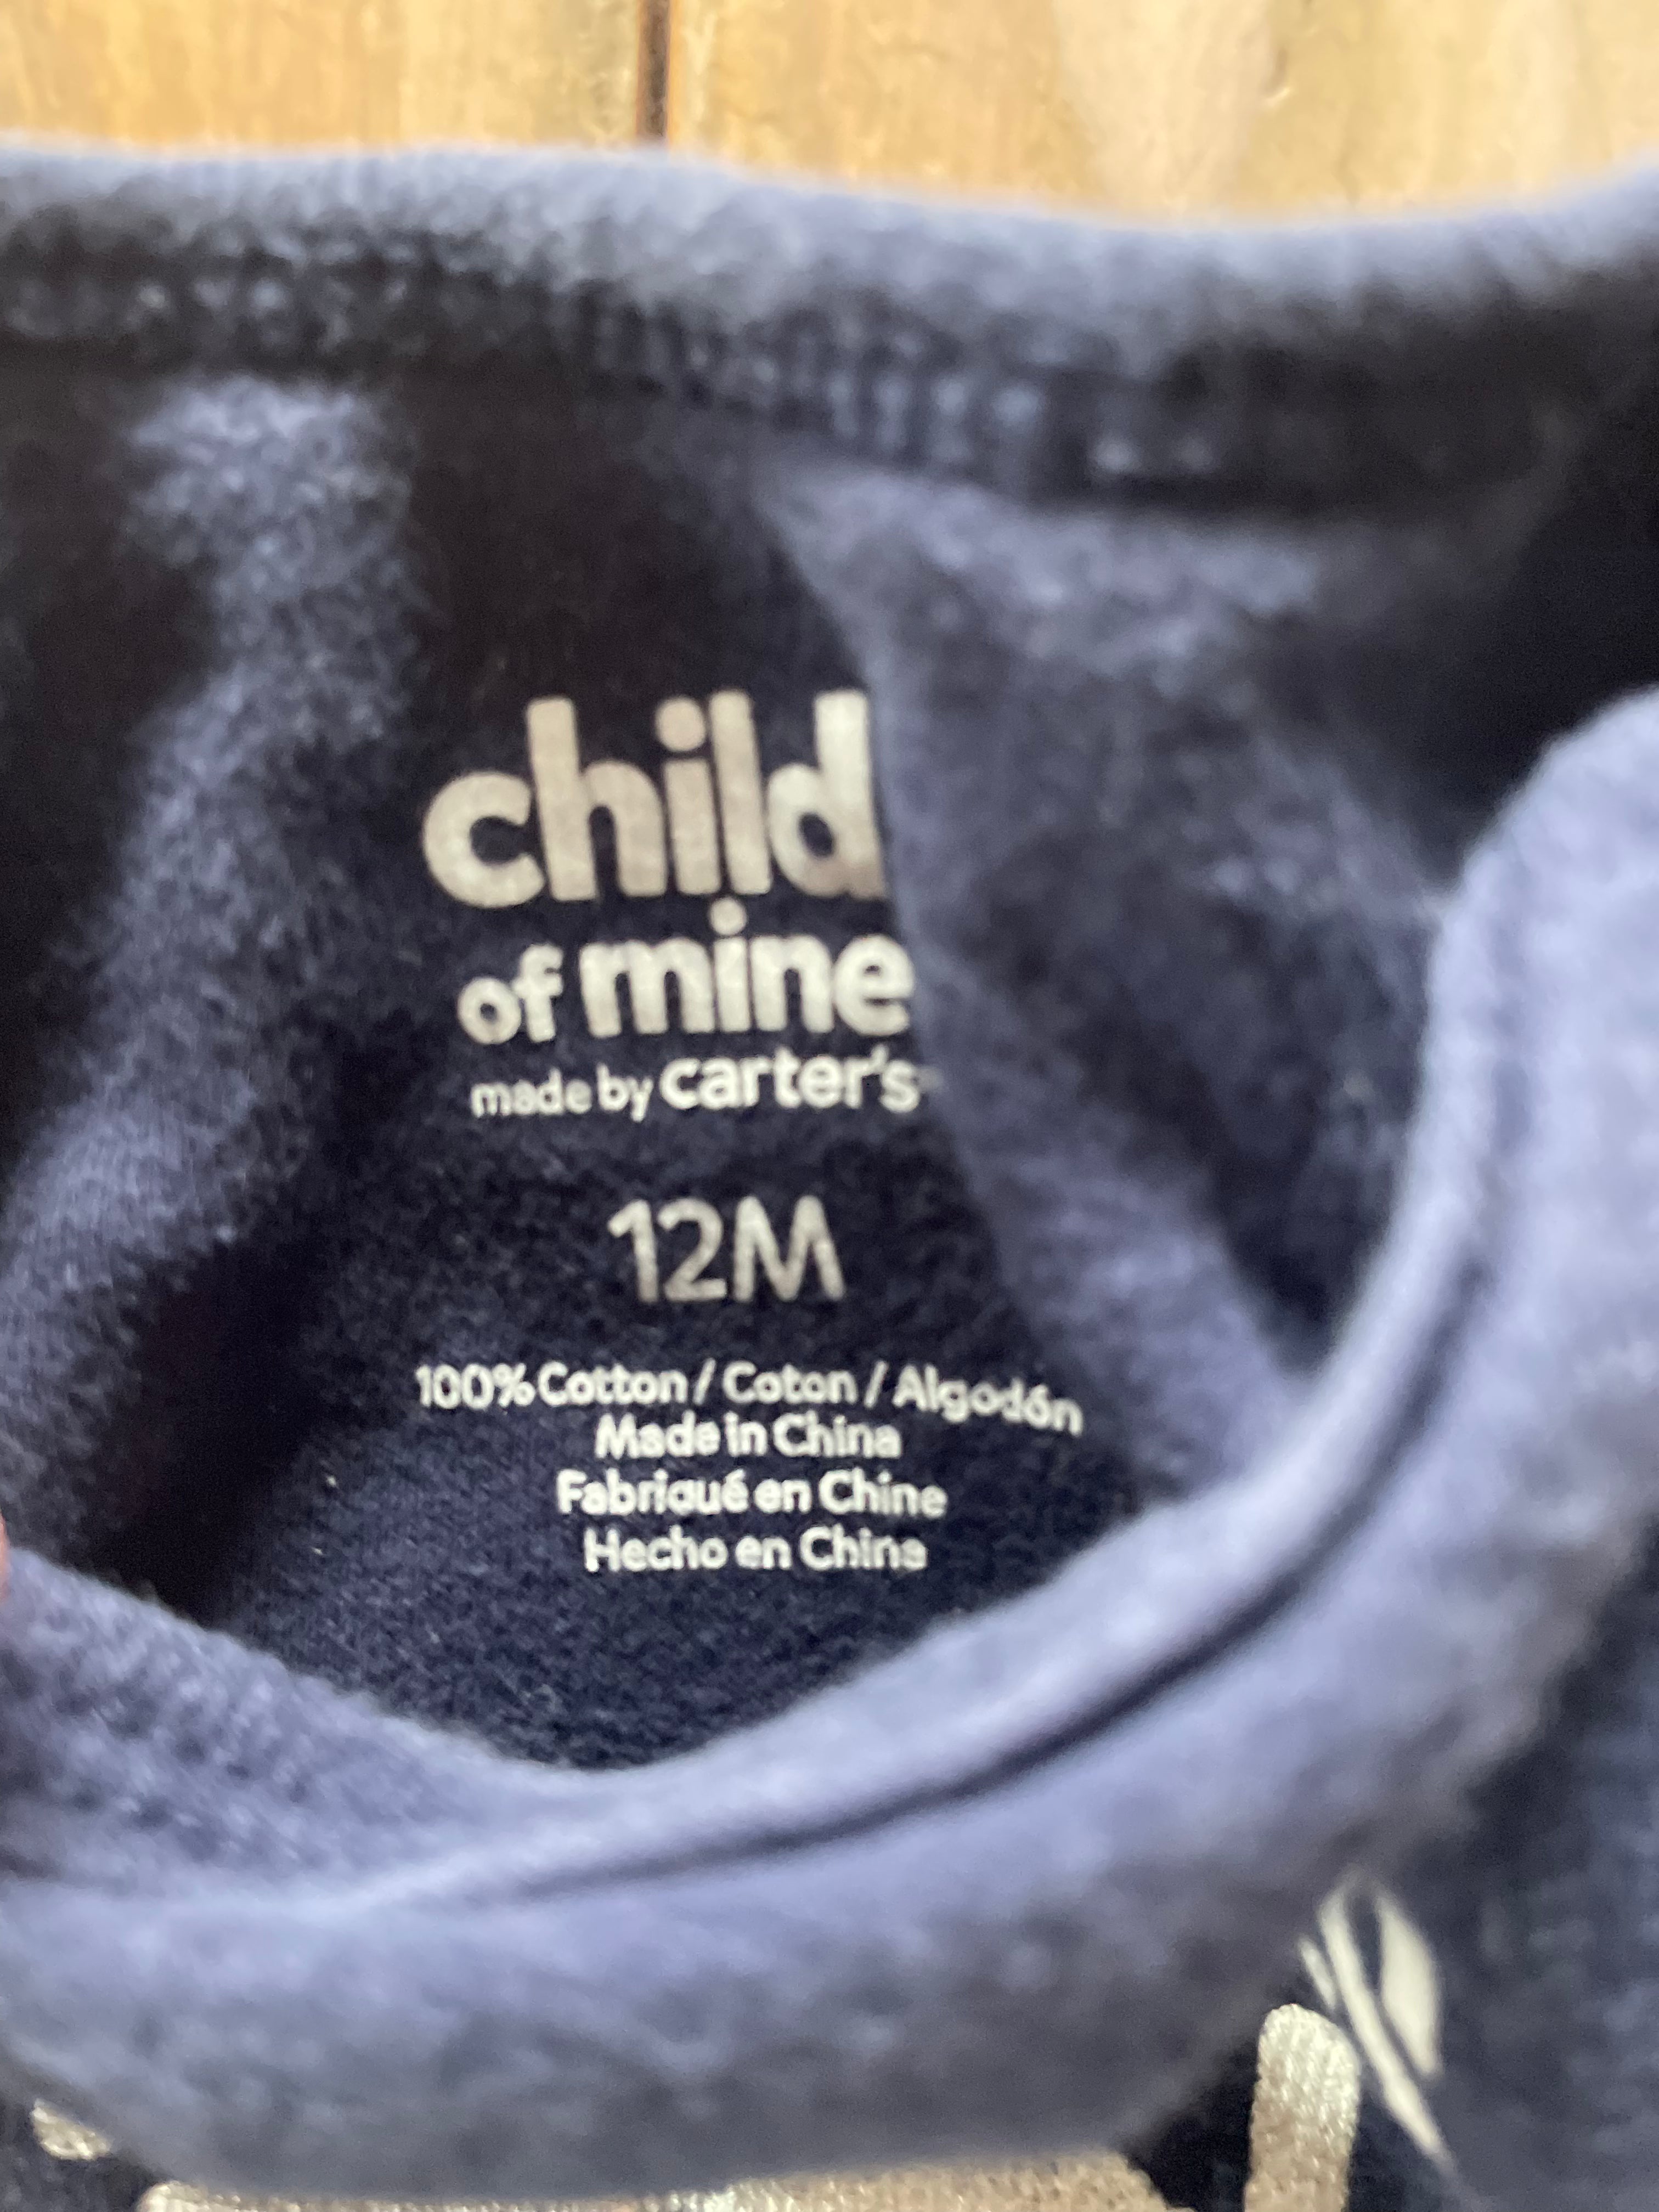 child
of mine
made by carter's
12M
100% Cotton / Coton / Algodón
Made in China
Fabriqué en Chine
Hecho en China